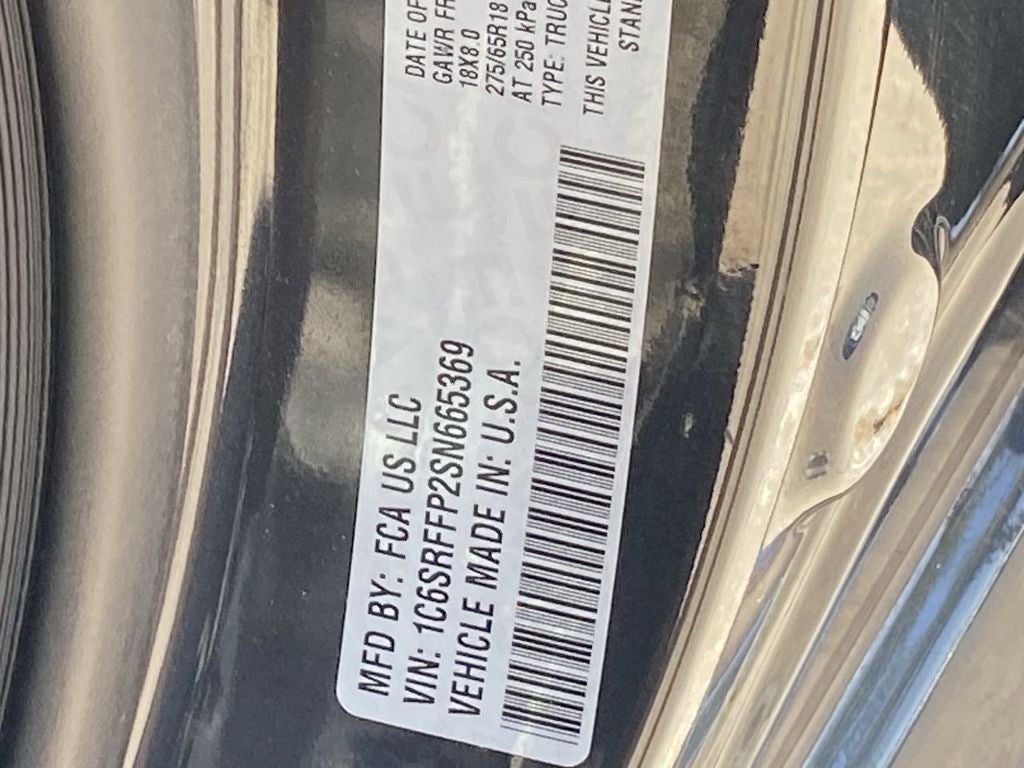 MFD BY: FCA US LLC
VIN: 1C6SRFFP2SN665369
VEHICLE MADE IN: U.S.A.
DATE OF
GAWR FR
18X8.0
275/65R18
AT 250 kPa
TYPE: TRUC
THIS VEHICLE
STAN